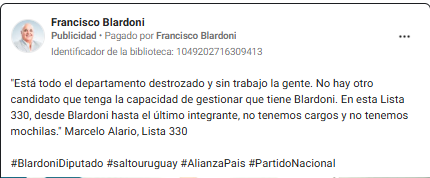 Francisco Blardoni
Publicidad • Pagado por Francisco Blardoni
Identificador de la biblioteca: 1049202716309413
"Está todo el departamento destrozado y sin trabajo la gente. No hay otro
candidato que tenga la capacidad de gestionar que tiene Blardoni. En esta Lista
330, desde Blardoni hasta el último integrante, no tenemos cargos y no tenemos
mochilas." Marcelo Alario, Lista 330
#BlardoniDiputado #saltouruguay #AlianzaPais #PartidoNacional